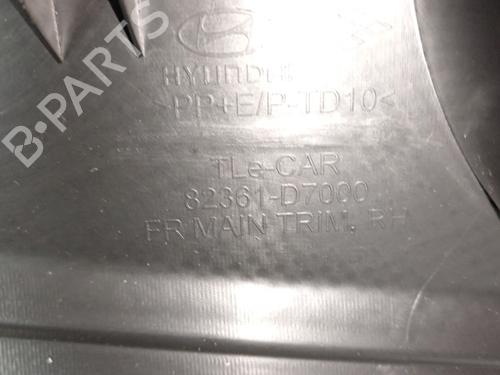 B-PARTS
HYUNDAI
>PP+E/P-TD10<
TLe-CAR
82361-D7000
FR MAIN TRIM, RH